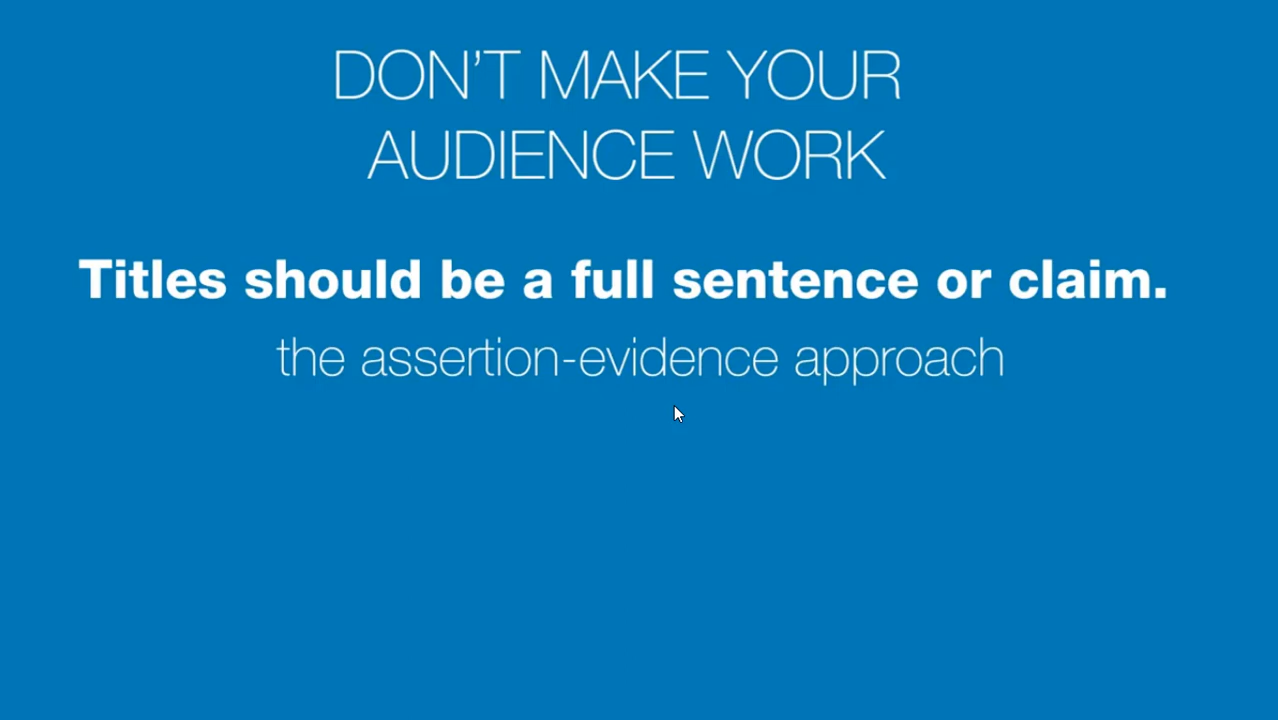 DON’T MAKE YOUR
AUDIENCE WORK
Titles should be a full sentence or claim.
the assertion-evidence approach